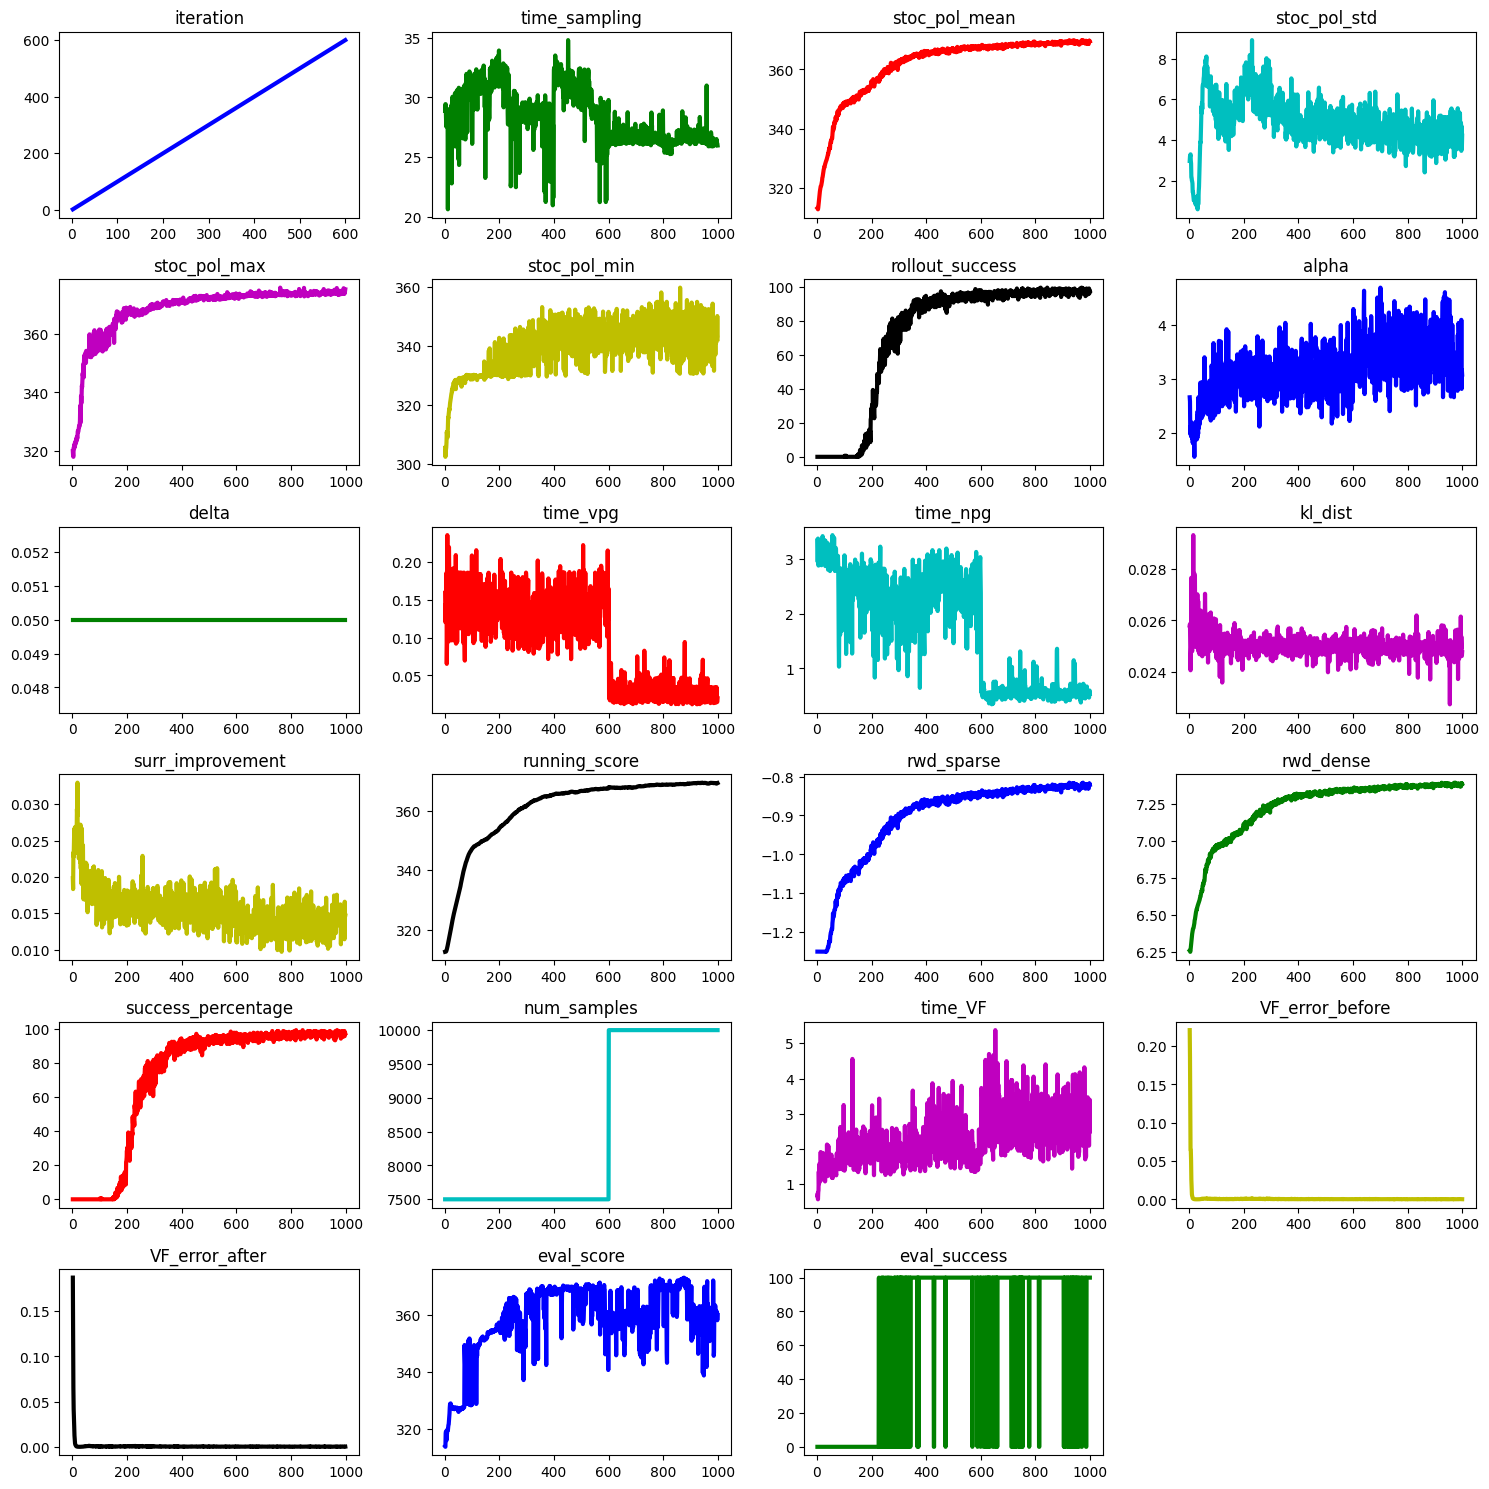 iteration
time_sampling
stoc_pol_mean
stoc_pol_std
600
400
200
0
0 100 200 300 400 500 600
35
30
25
20
0 200 400 600 800 1000
360
340
320
0 200 400 600 800 1000
8
6
4
2
0 200 400 600 800 1000
stoc_pol_max
stoc_pol_min
rollout_success
alpha
360
340
320
0 200 400 600 800 1000
360
340
320
300
0 200 400 600 800 1000
100
80
60
40
20
0
0 200 400 600 800 1000
4
3
2
0 200 400 600 800 1000
delta
time_vpg
time_npg
kl_dist
0.052
0.051
0.050
0.049
0.048
0 200 400 600 800 1000
0.20
0.15
0.10
0.05
0 200 400 600 800 1000
3
2
1
0 200 400 600 800 1000
0.028
0.026
0.024
0 200 400 600 800 1000
surr_improvement
running_score
rwd_sparse
rwd_dense
0.030
0.025
0.020
0.015
0.010
0 200 400 600 800 1000
360
340
320
0 200 400 600 800 1000
−0.8
−0.9
−1.0
−1.1
−1.2
0 200 400 600 800 1000
7.25
7.00
6.75
6.50
6.25
0 200 400 600 800 1000
success_percentage
num_samples
time_VF
VF_error_before
100
80
60
40
20
0
0 200 400 600 800 1000
10000
9500
9000
8500
8000
7500
0 200 400 600 800 1000
5
4
3
2
1
0 200 400 600 800 1000
0.20
0.15
0.10
0.05
0.00
0 200 400 600 800 1000
VF_error_after
eval_score
eval_success
0.15
0.10
0.05
0.00
0 200 400 600 800 1000
360
340
320
0 200 400 600 800 1000
100
80
60
40
20
0
0 200 400 600 800 1000